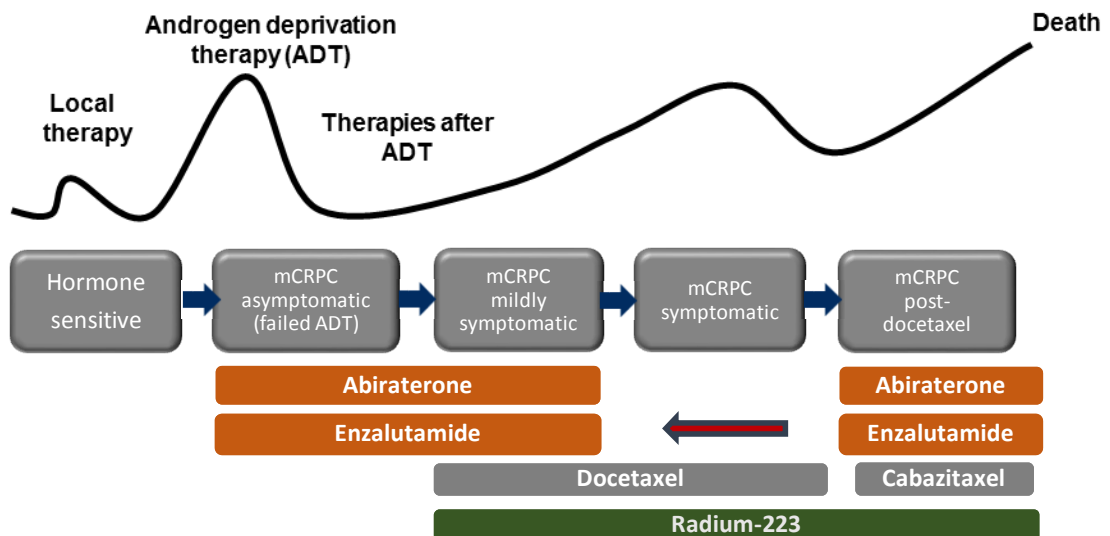 Death
Androgen deprivation
therapy (ADT)
Local
therapy
Therapies after
ADT
Hormone
sensitive
mCRPC
asymptomatic
(failed ADT)
mCRPC
mildly
symptomatic
mCRPC
symptomatic
mCRPC
post-
docetaxel
Abiraterone
Abiraterone
Enzalutamide
Enzalutamide
Docetaxel
Cabazitaxel
Radium-223